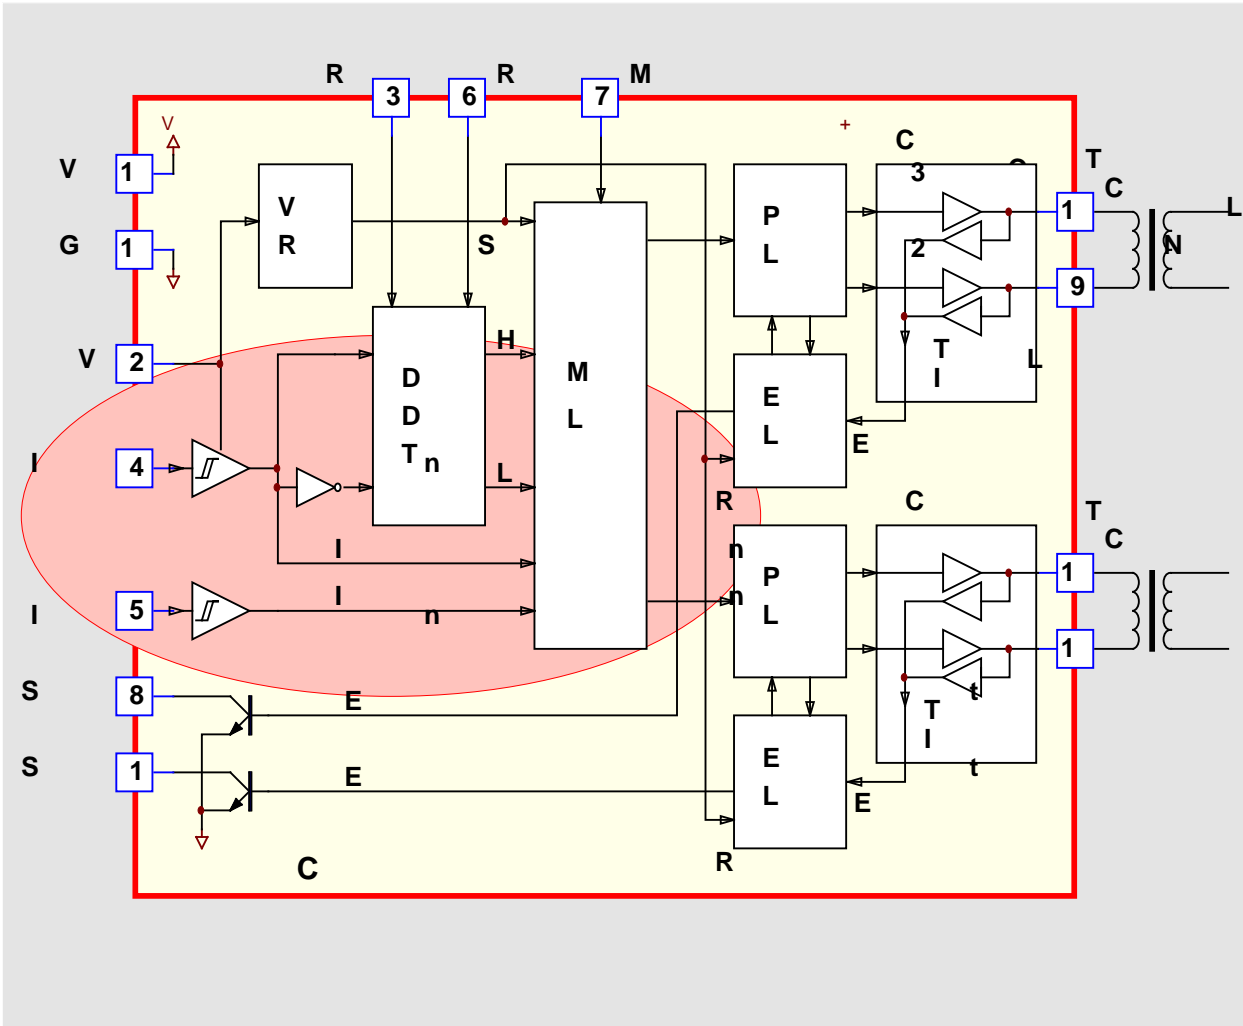 R 3 6 R 7 M
V
+
C
V 1
3
T
1 C
P
V
L
G 1
R
S
2
L
N
9
V 2
H
T
L
I
D
M
E
D
L
L
E
T n
I 4
L
R
C
T
C
I
n
P
1
I
n
n
L
I 5
1
S 8
E
t
T
I
E
S 1
E
L
t
E
R
C